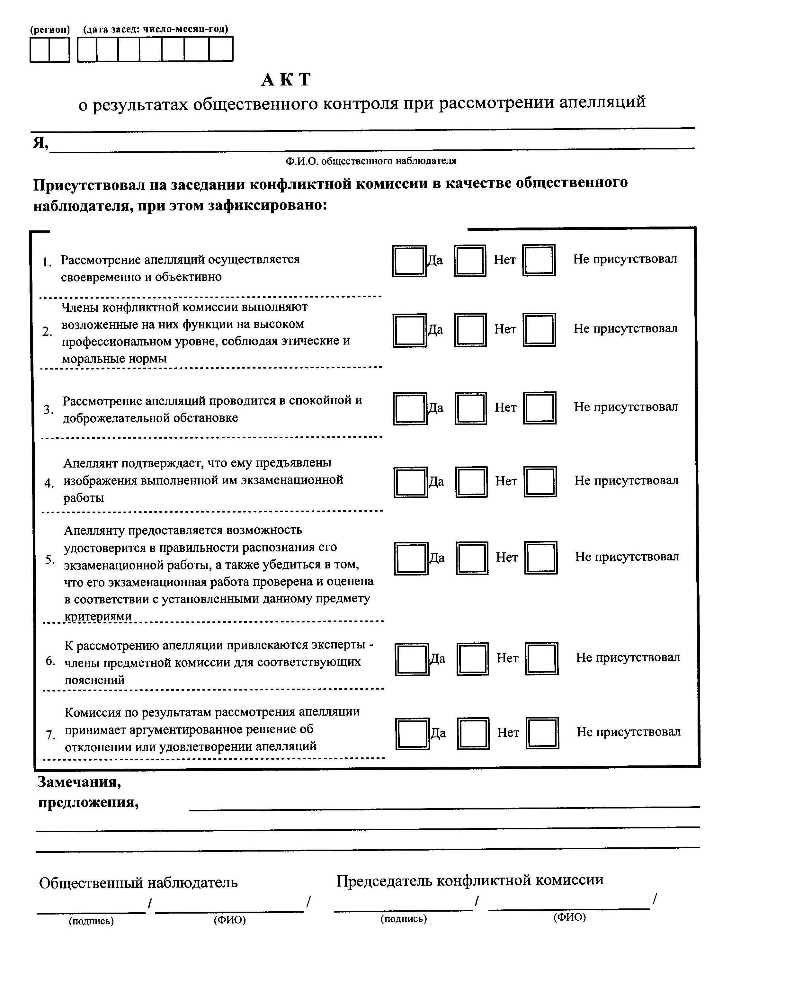 (регион) (дата засед: число-месяц-год)
А К Т
о результатах общественного контроля при рассмотрении апелляций
Я,
Ф.И.О. общественного наблюдателя
Присутствовал на заседании конфликтной комиссии в качестве общественного
наблюдателя, при этом зафиксировано:
1. Рассмотрение апелляций осуществляется
своевременно и объективно
Да Нет Не присутствовал
2. Члены конфликтной комиссии выполняют
возложенные на них функции на высоком
профессиональном уровне, соблюдая этические и
моральные нормы
Да Нет Не присутствовал
3. Рассмотрение апелляций проводится в спокойной и
доброжелательной обстановке
Да Нет Не присутствовал
4. Апеллянт подтверждает, что ему предъявлены
изображения выполненной им экзаменационной
работы
Да Нет Не присутствовал
5. Апеллянту предоставляется возможность
удостоверится в правильности распознания его
экзаменационной работы, а также убедиться в том,
что его экзаменационная работа проверена и оценена
в соответствии с установленными данному предмету
критериями
Да Нет Не присутствовал
6. К рассмотрению апелляции привлекаются эксперты -
члены предметной комиссии для соответствующих
пояснений
Да Нет Не присутствовал
7. Комиссия по результатам рассмотрения апелляции
принимает аргументированное решение об
отклонении или удовлетворении апелляций
Да Нет Не присутствовал
Замечания,
предложения,
Общественный наблюдатель Председатель конфликтной комиссии
/ / / /
(подпись) (ФИО) (подпись) (ФИО)